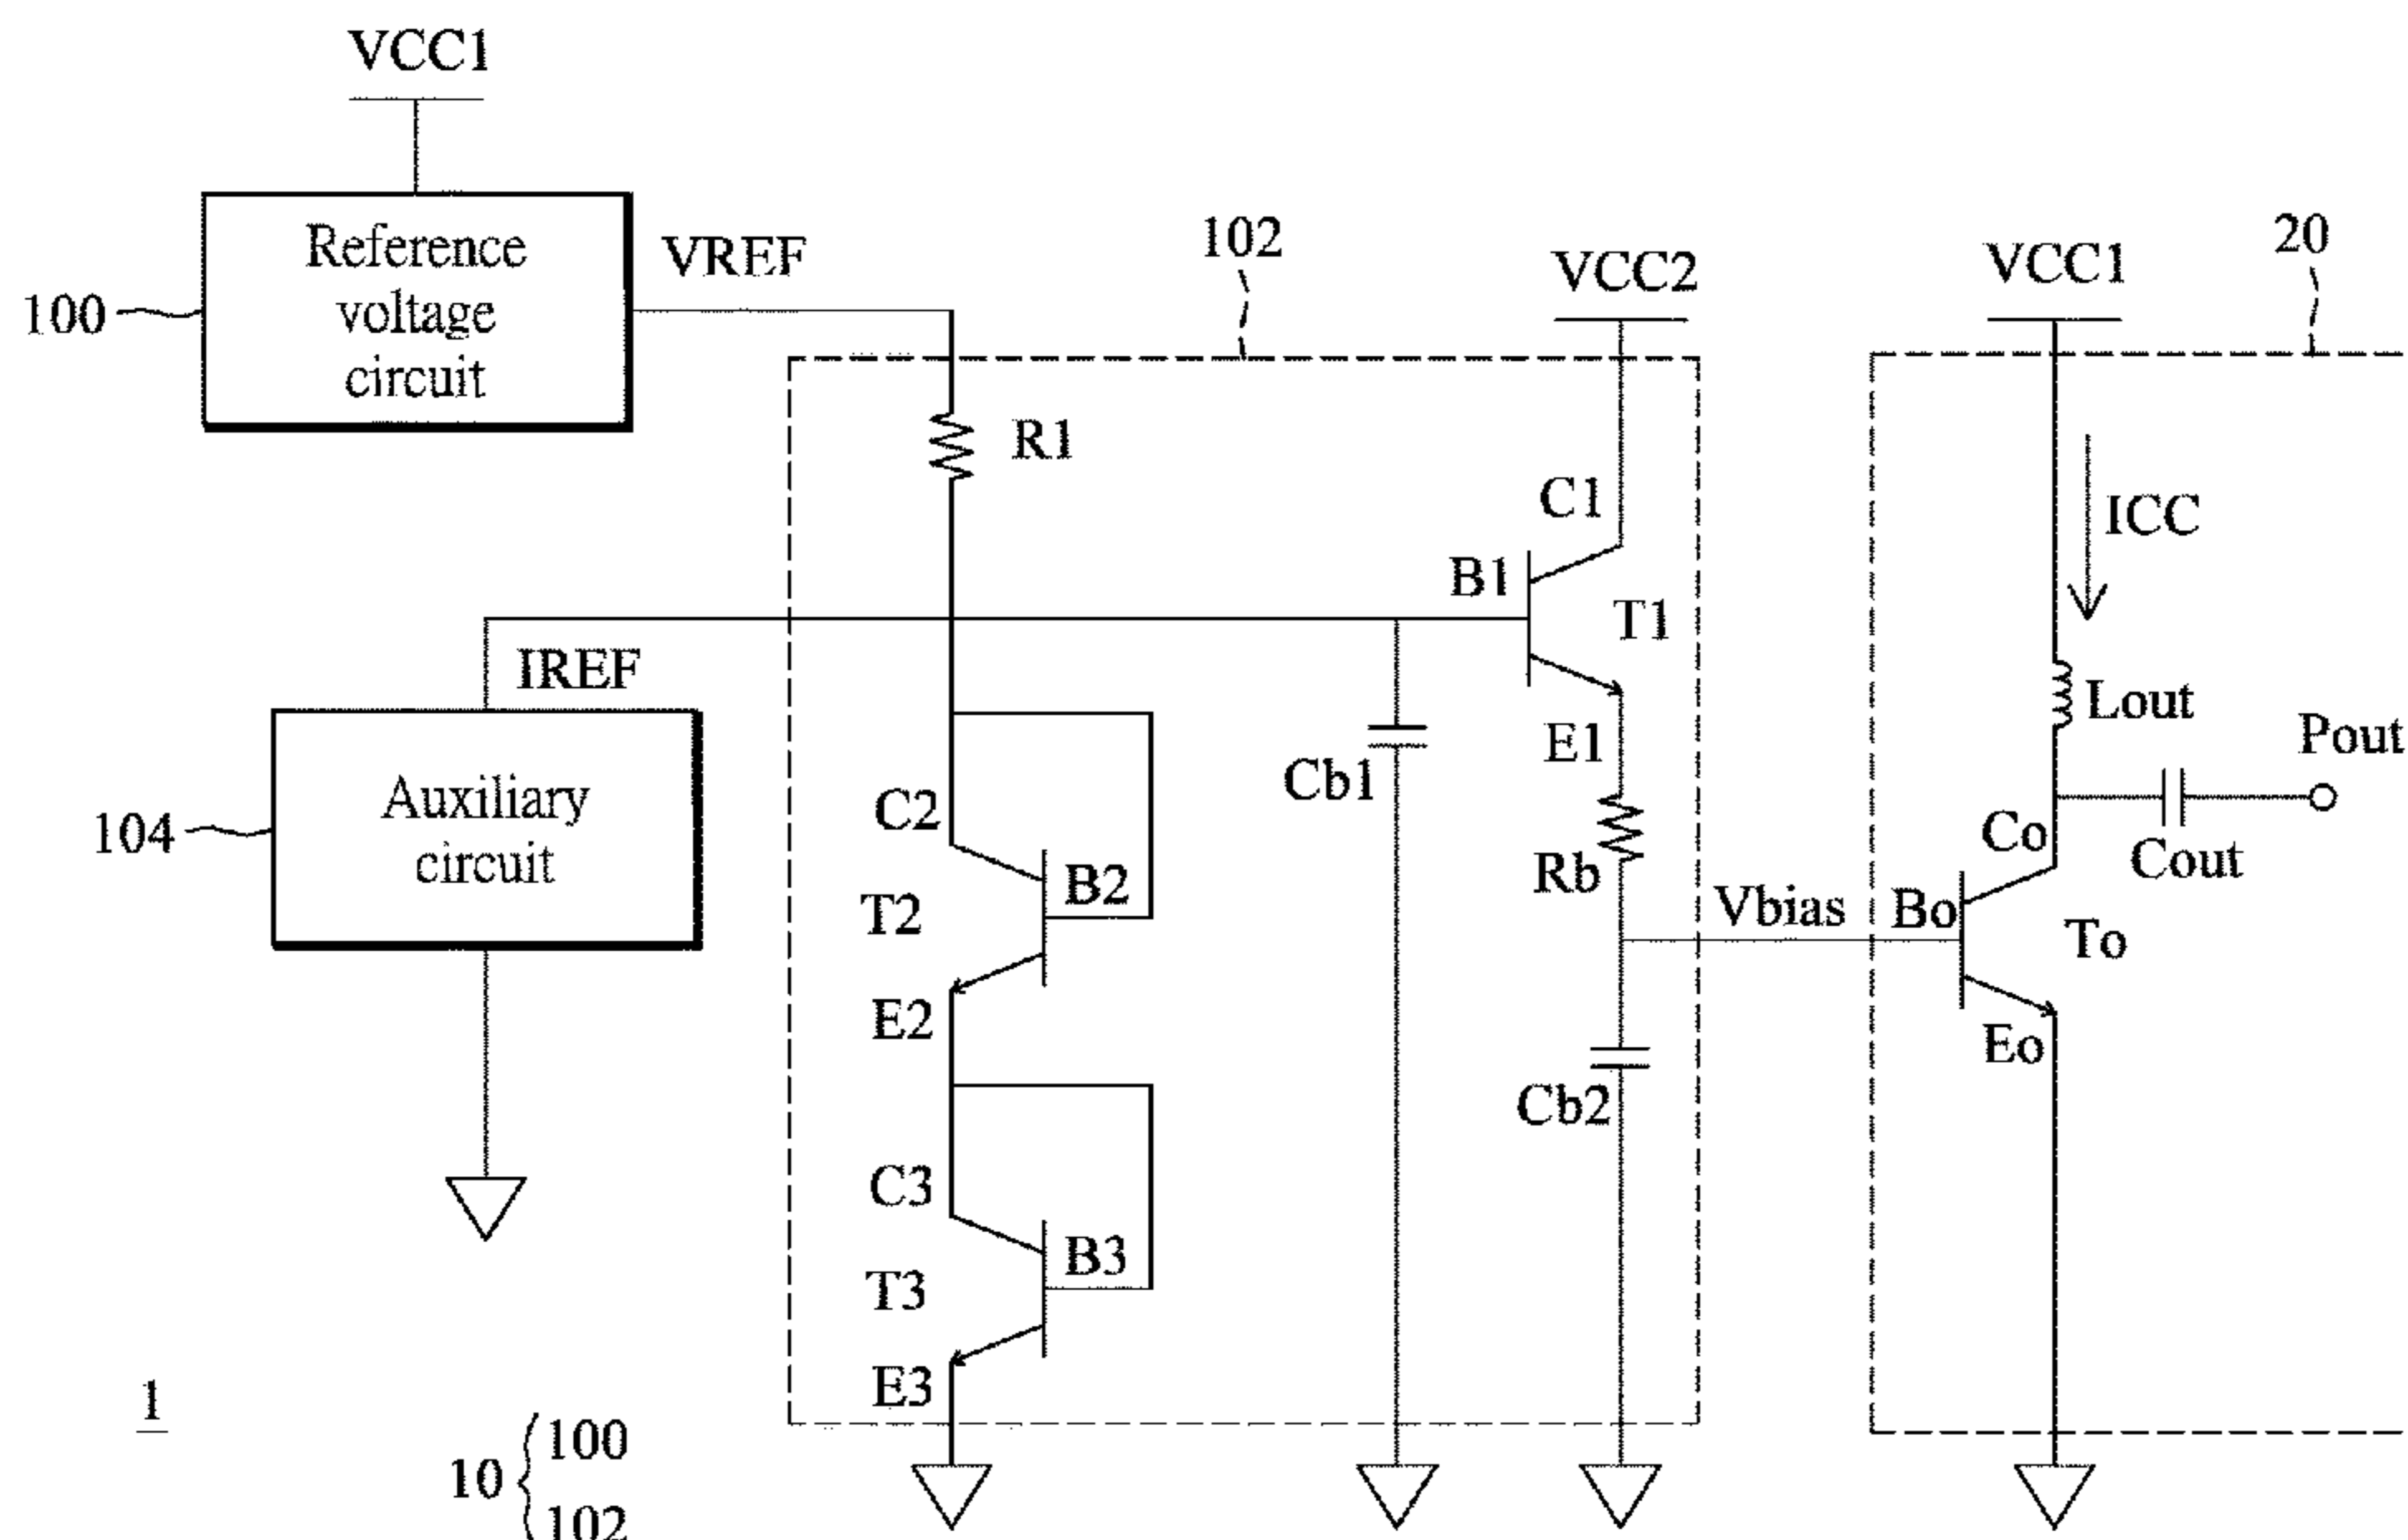 VCC1
Reference
voltage
circuit
100
VREF
102
VCC2
VCC1
20
R1
C1
ICC
B1
T1
IREF
Auxiliary
circuit
104
C2
B2
T2
E2
Cb1
E1
Rb
Vbias
Lout
Pout
Co
Cout
Bo
To
Eo
Cb2
C3
B3
T3
E3
1
10
100
102